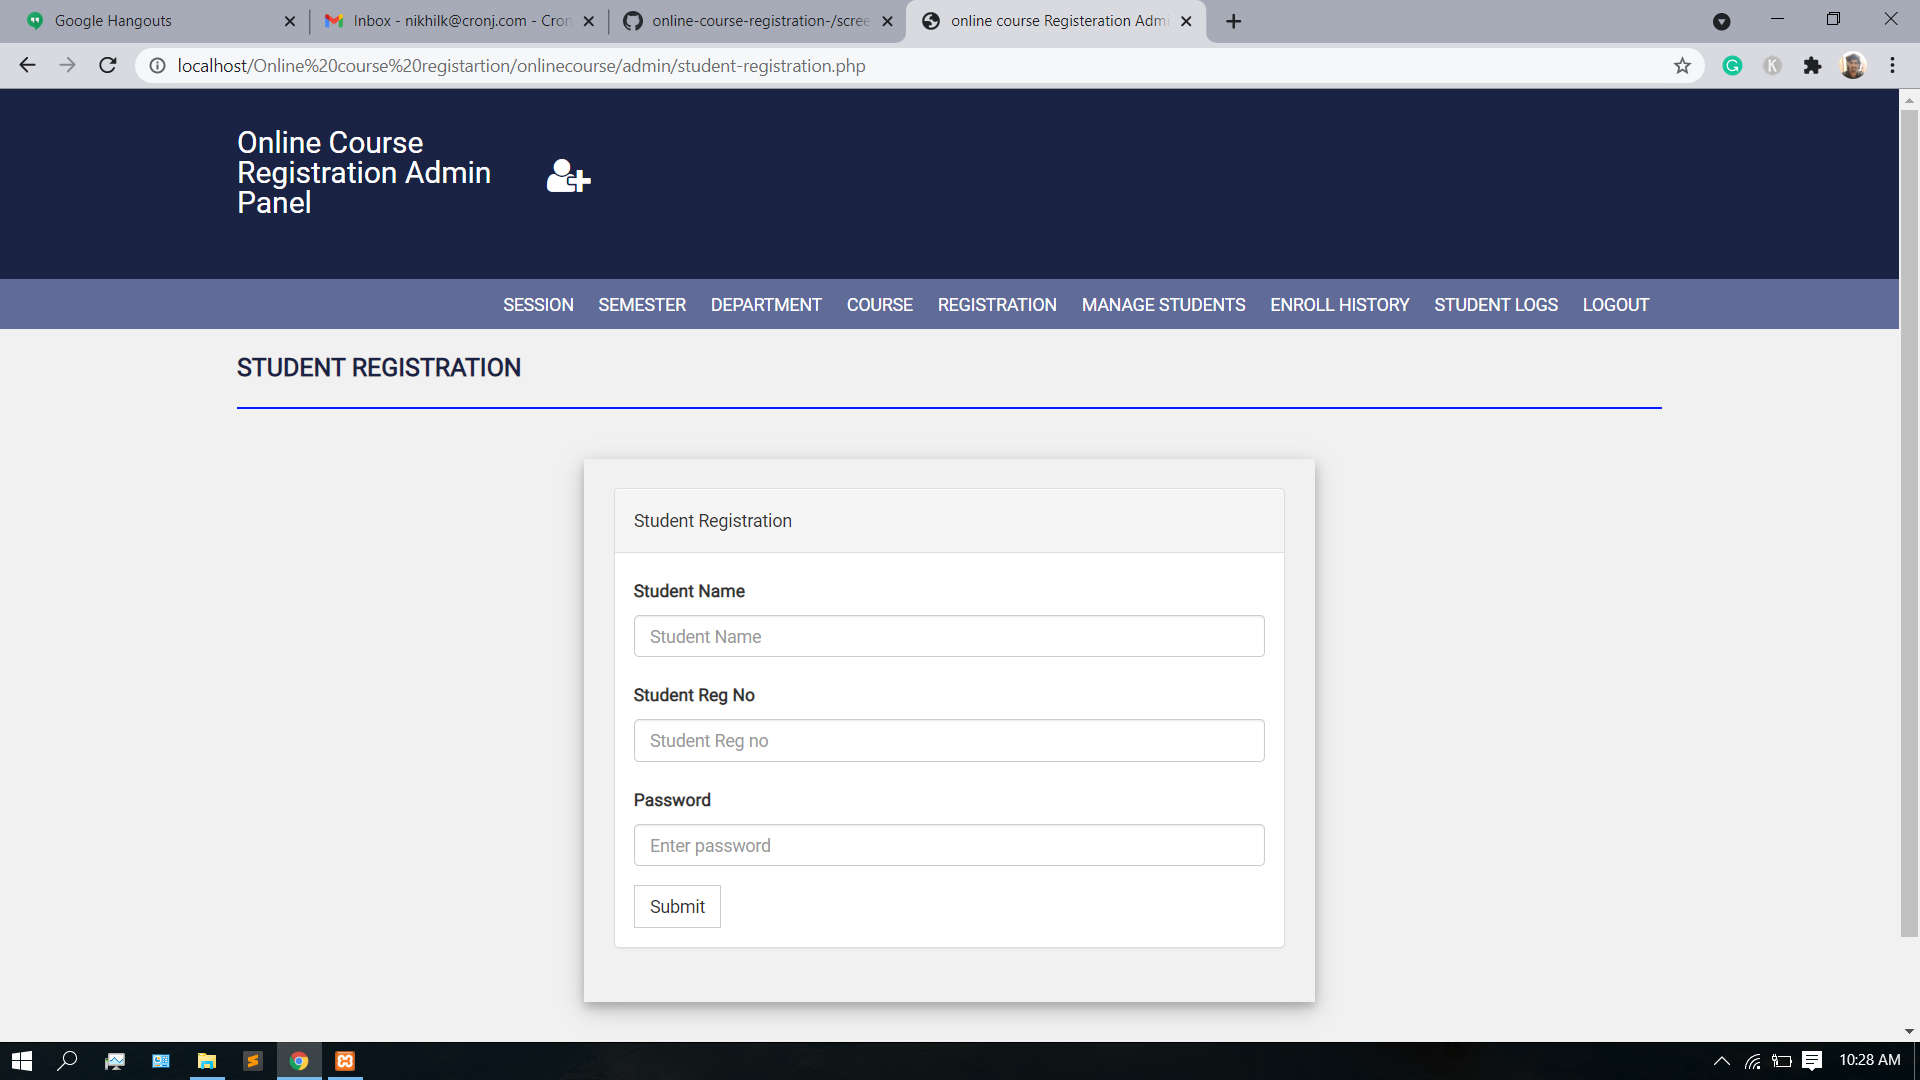 Google Hangouts
Inbox - nikhilk@cronj.com - Cron
online-course-registration-/scree
online course Registeration Admi
localhost/Online%20course%20registartion/onlinecourse/admin/student-registration.php
Online Course
Registration Admin
Panel
SESSION SEMESTER DEPARTMENT COURSE REGISTRATION MANAGE STUDENTS ENROLL HISTORY STUDENT LOGS LOGOUT
STUDENT REGISTRATION
Student Registration
Student Name
Student Name
Student Reg No
Student Reg no
Password
Enter password
Submit
10:28 AM